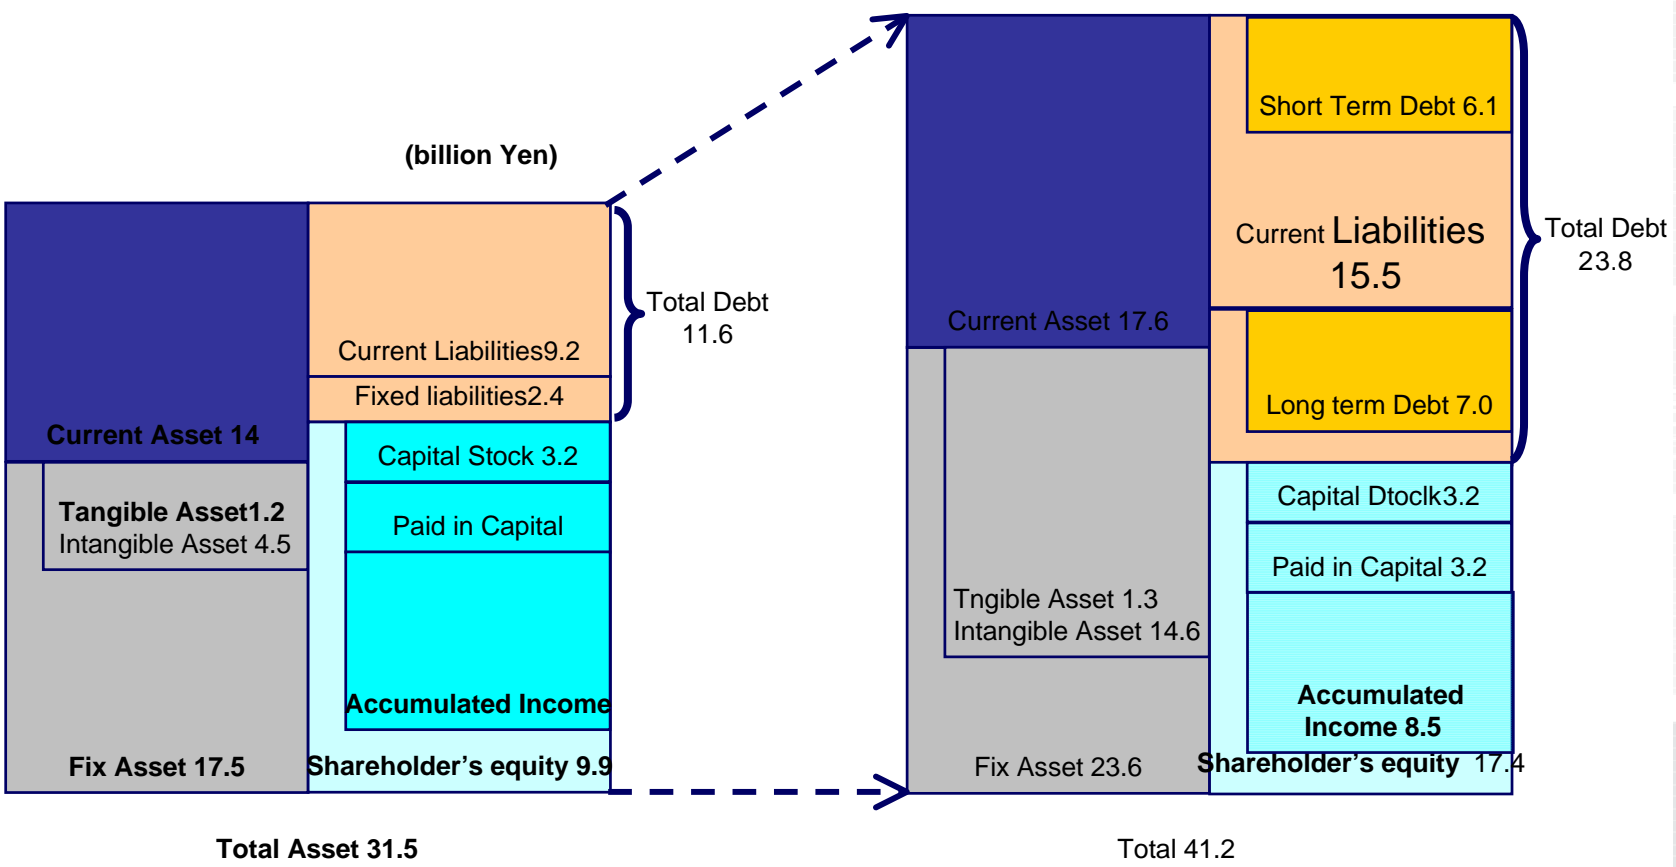 (billion Yen)
Current Liabilities9.2
Fixed liabilities2.4
Total Debt
11.6
Current Asset 14
Capital Stock 3.2
Tangible Asset1.2
Intangible Asset 4.5
Paid in Capital
Accumulated Income
Fix Asset 17.5
Shareholder's equity 9.9
Total Asset 31.5
Short Term Debt 6.1
Current Liabilities
15.5
Total Debt
23.8
Current Asset 17.6
Long term Debt 7.0
Capital Dtoclk3.2
Paid in Capital 3.2
Tngible Asset 1.3
Intangible Asset 14.6
Accumulated
Income 8.5
Fix Asset 23.6
Shareholder's equity 17.4
Total 41.2